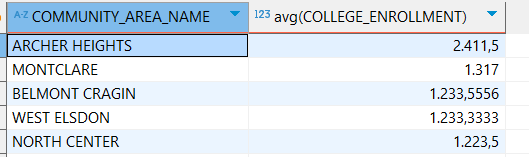 A-Z COMMUNITY_AREA_NAME 123 avg(COLLEGE_ENROLLMENT)
ARCHER HEIGHTS 2.411,5
MONTCLARE 1.317
BELMONT CRAGIN 1.233,5556
WEST ELSDON 1.233,3333
NORTH CENTER 1.223,5